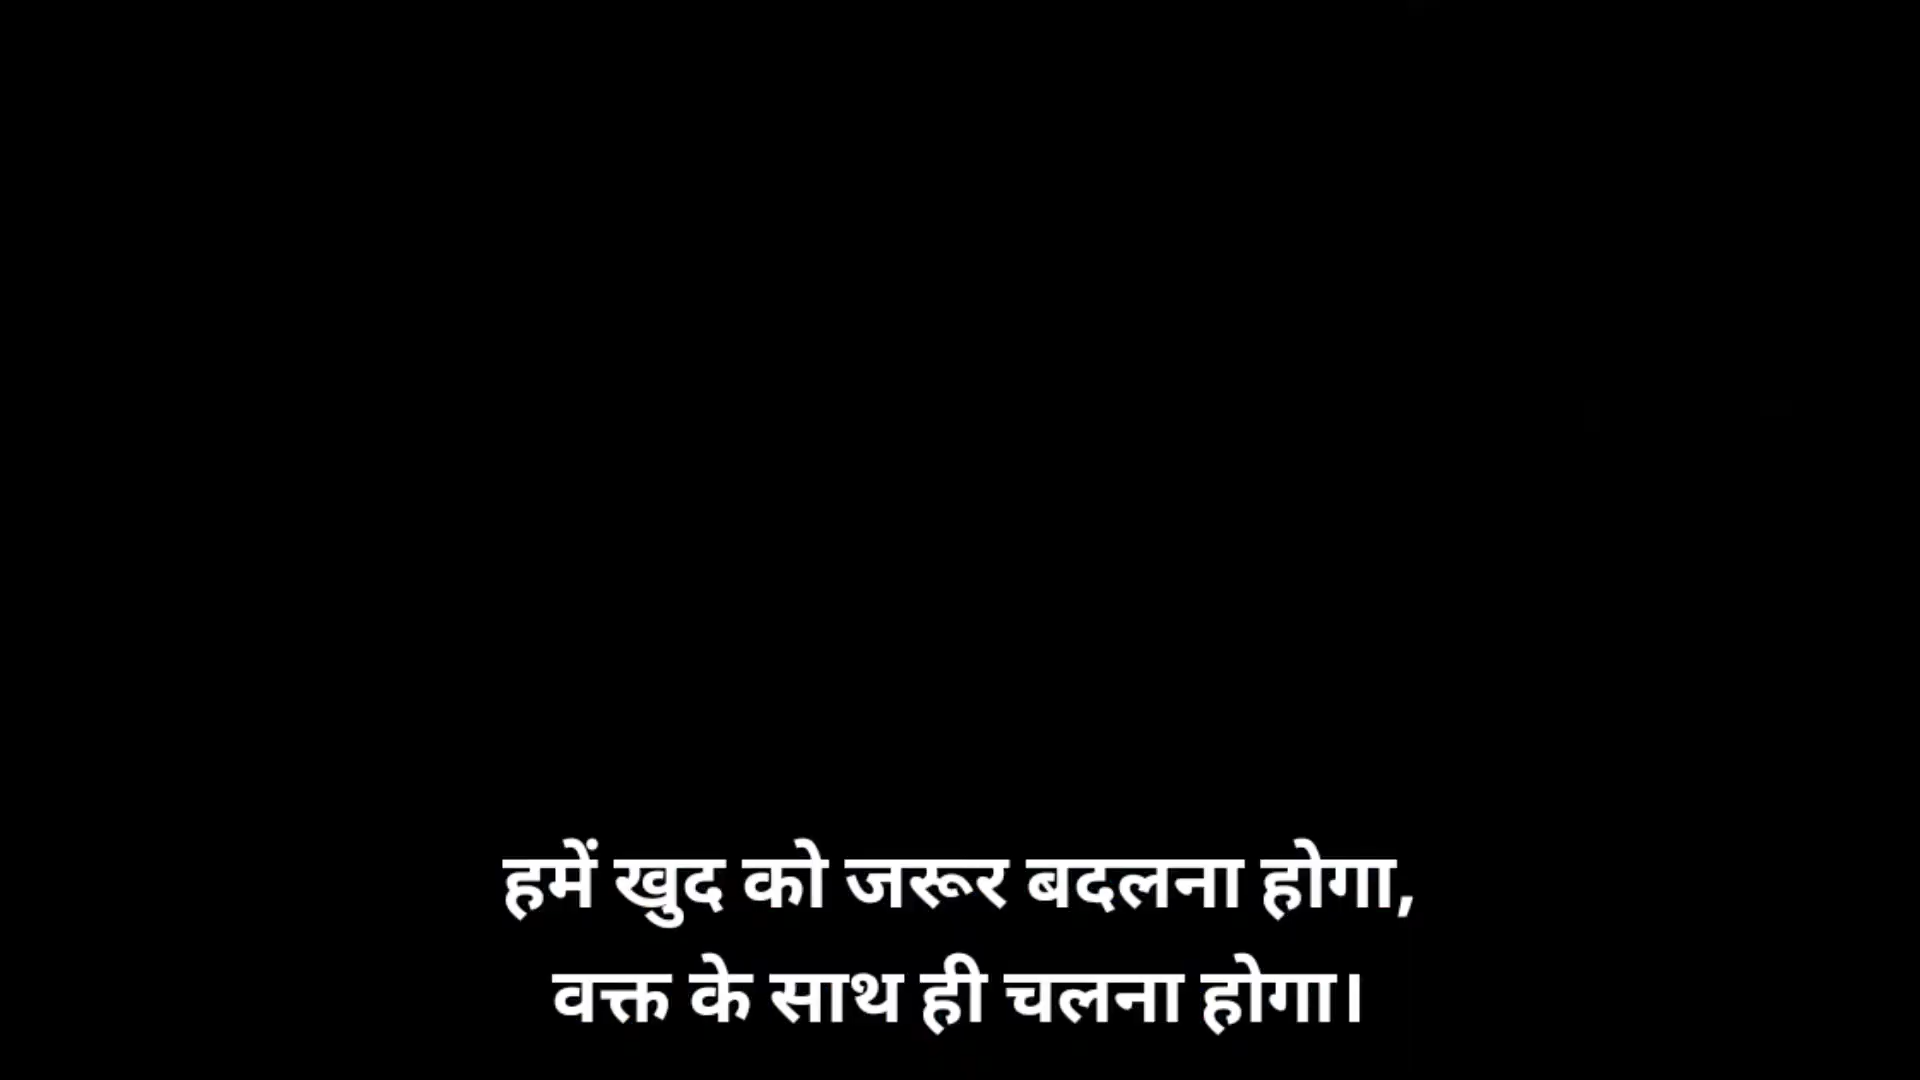 हमें खुद को जरूर बदलना होगा,
वक्त के साथ ही चलना होगा।